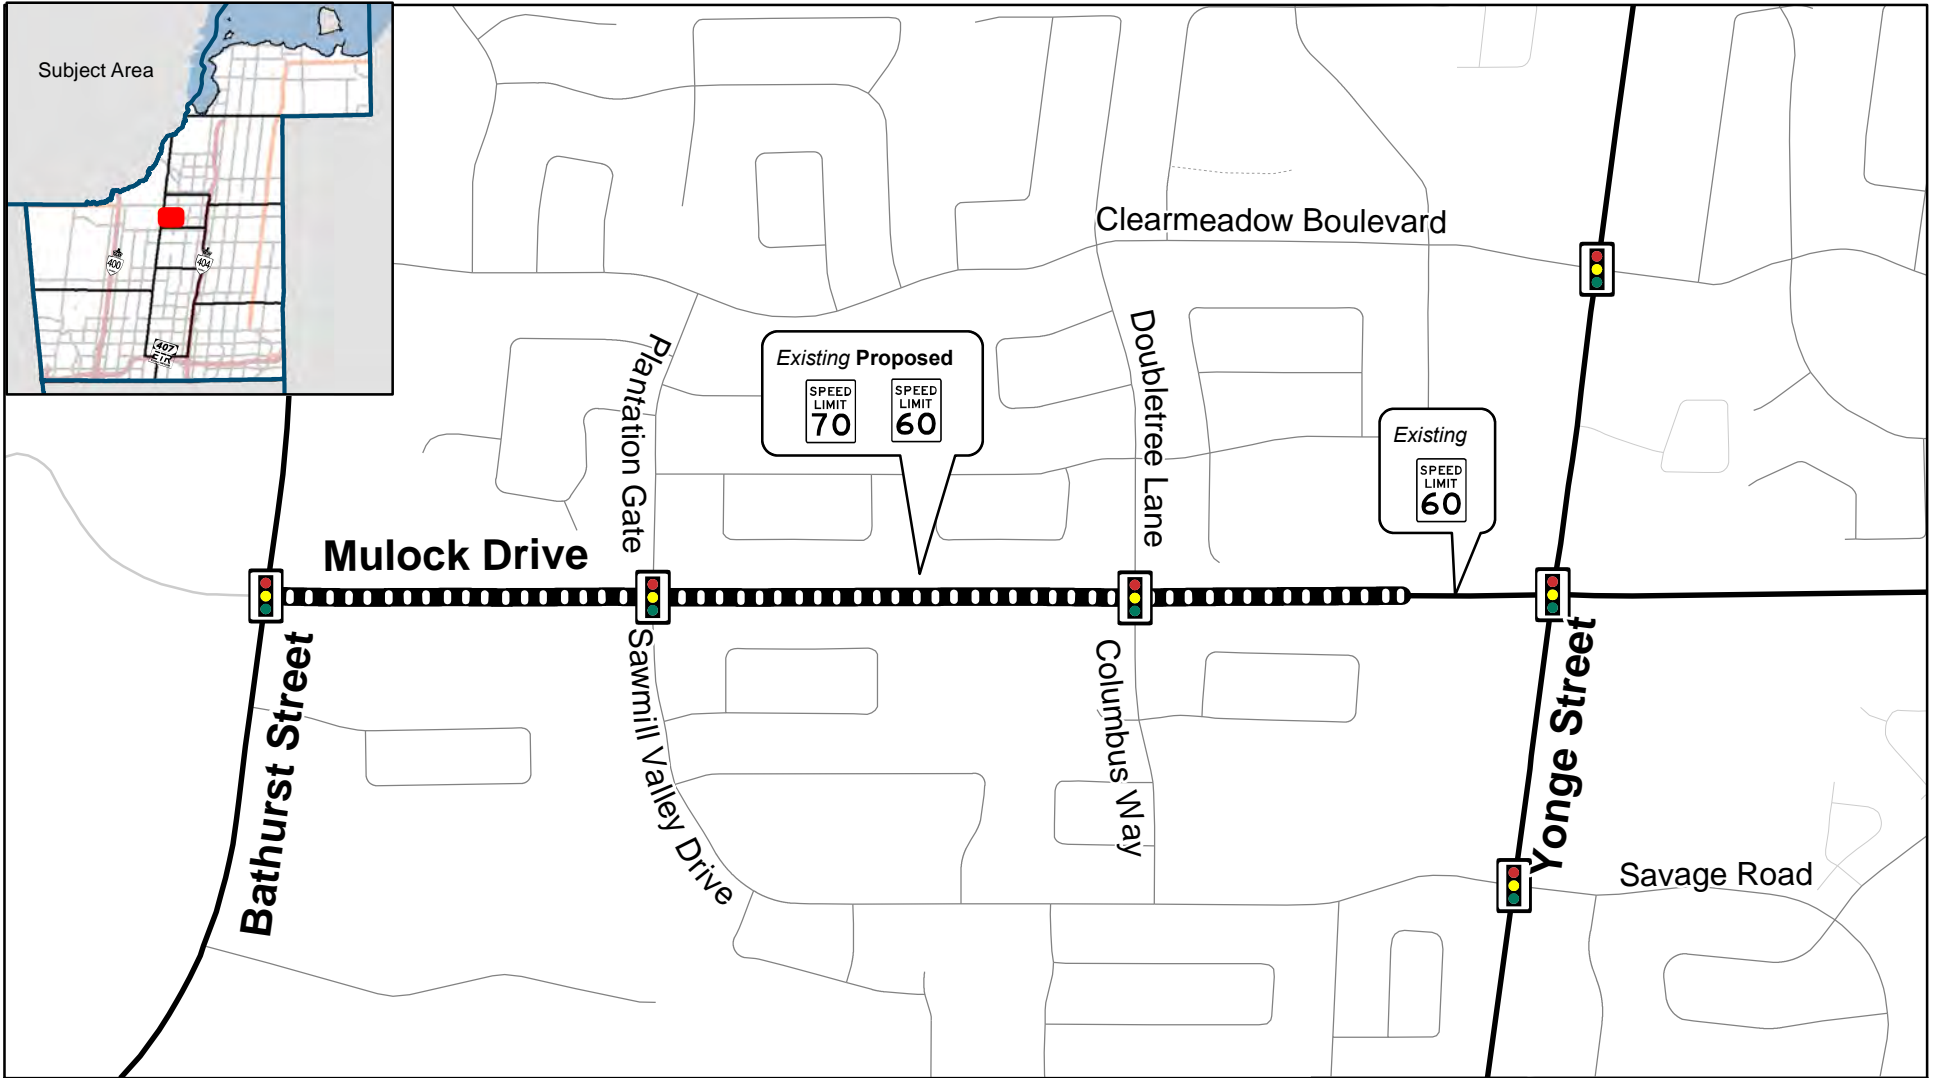 Subject Area
400
404
407
ETR
Clearmeadow Boulevard
Plantation Gate
Existing Proposed
SPEED
LIMIT
70
SPEED
LIMIT
60
Doubletree Lane
Existing
SPEED
LIMIT
60
Mulock Drive
Bathurst Street
Sawmill Valley Drive
Columbus Way
Yonge Street
Savage Road